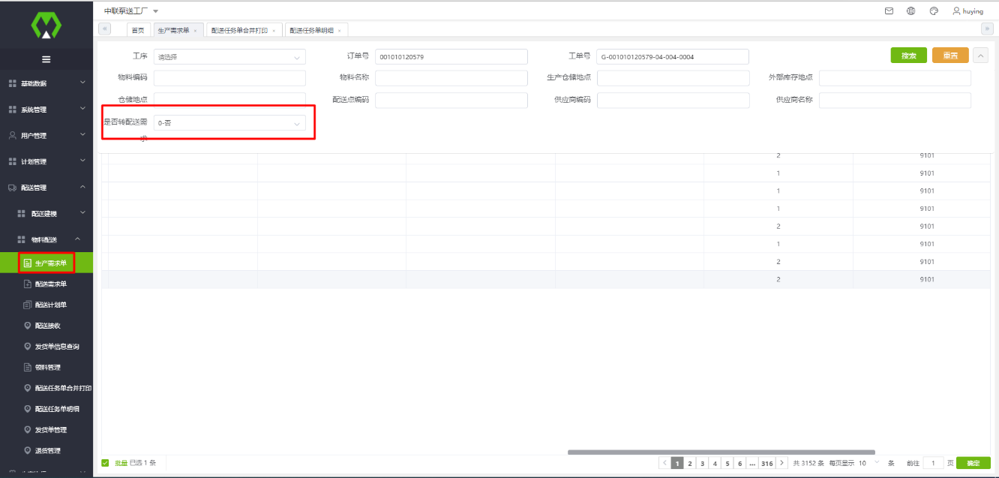 中联泵送工厂
huying
首页 生产需求单 × 配送任务单合并打印 × 配送任务单明细 ×
工序 请选择 订单号 001010120579 工单号 G-001010120579-04-004-0004 搜索 重置
物料编码 物料名称 生产仓储地点 外部库存地点
仓储地点 配送点编码 供应商编码 供应商名称
是否转配送需
求
0-否
基础数据
系统管理
用户管理
计划管理
配送管理
配送建模
物料配送
生产需求单
配送需求单
配送计划单
配送接收
发货单信息查询
领料管理
配送任务单合并打印
配送任务单明细
发货单管理
退货管理
2 9101
1 9101
1 9101
1 9101
2 9101
1 9101
2 9101
2 9101
批量 已选 1 条
1 2 3 4 5 6 ... 316 共 3152 条 每页显示 10 条 前往 1 页 确定